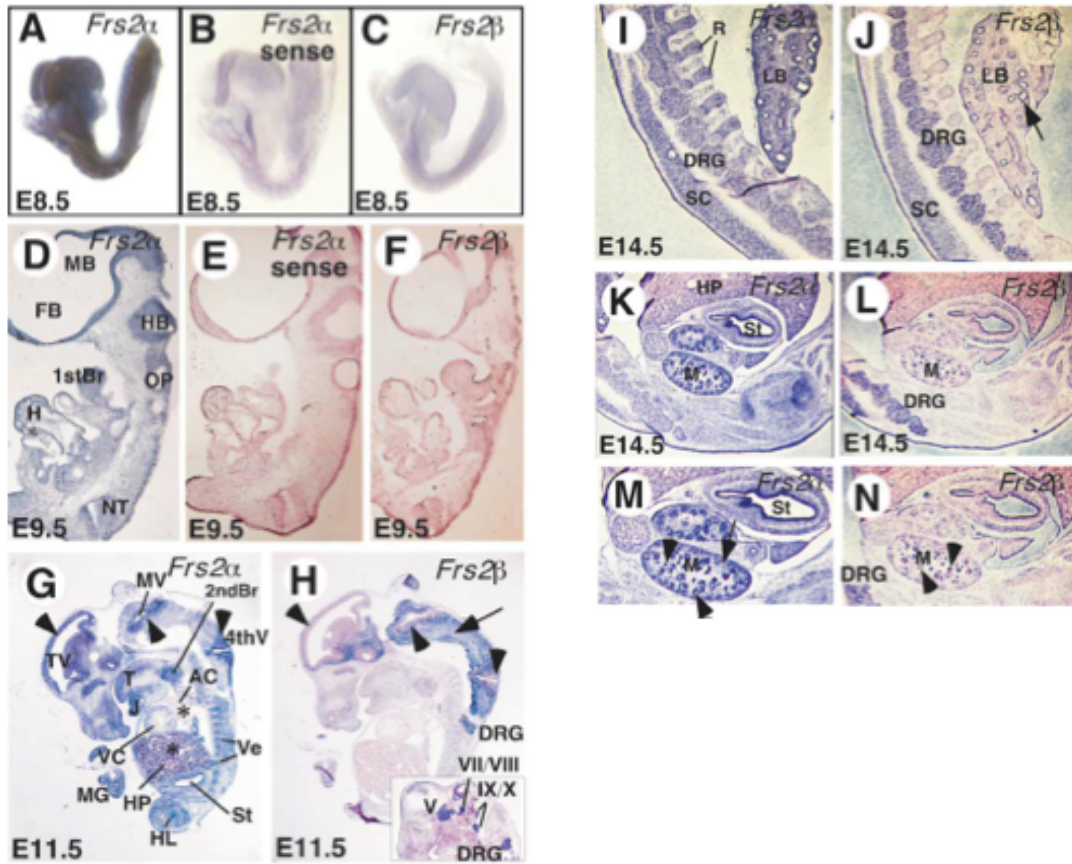 A Frs2α
E8.5
B Frs2α
sense
E8.5
C Frs2β
E8.5
D Frs2α
MB
FB
HB
1stBr
OP
H
*
NT
E9.5
E Frs2α
sense
E9.5
F Frs2β
E9.5
G Frs2α
MV
2ndBr
4thV
TV
T
AC
J
*
VC
*
Ve
MG
HP
St
HL
E11.5
H Frs2β
DRG
VII/VIII
IX/X
V
DRG
E11.5
I Frs2α
R
LB
DRG
SC
E14.5
J Frs2β
LB
DRG
SC
E14.5
K Frs2α
HP
St
M
E14.5
L Frs2β
M
DRG
E14.5
M Frs2α
St
M
N Frs2β
M
DRG